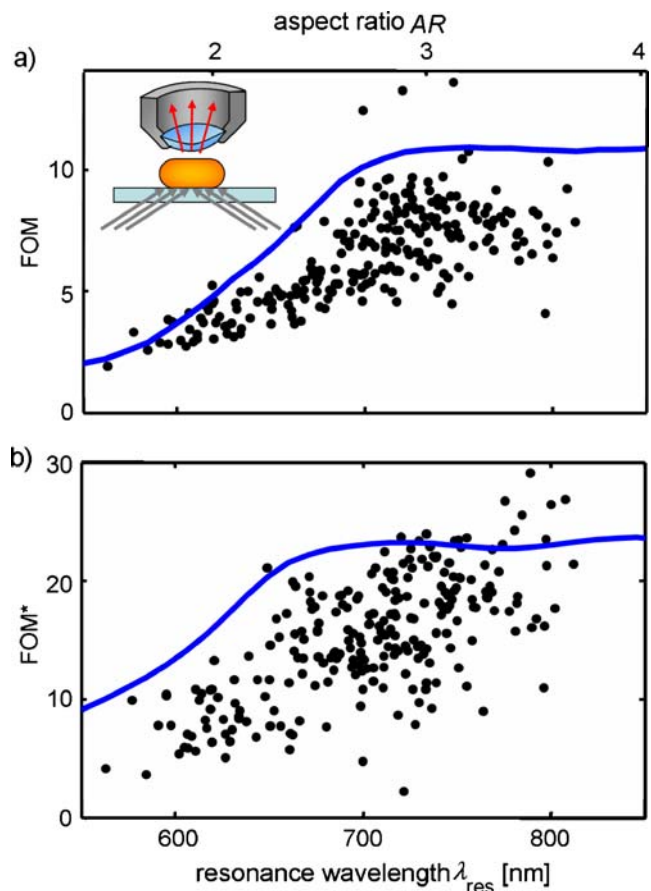 aspect ratio AR
2 3 4
a)
10
5
0
FOM
b)
30
20
10
0
FOM*
600 700 800
resonance wavelength λres [nm]